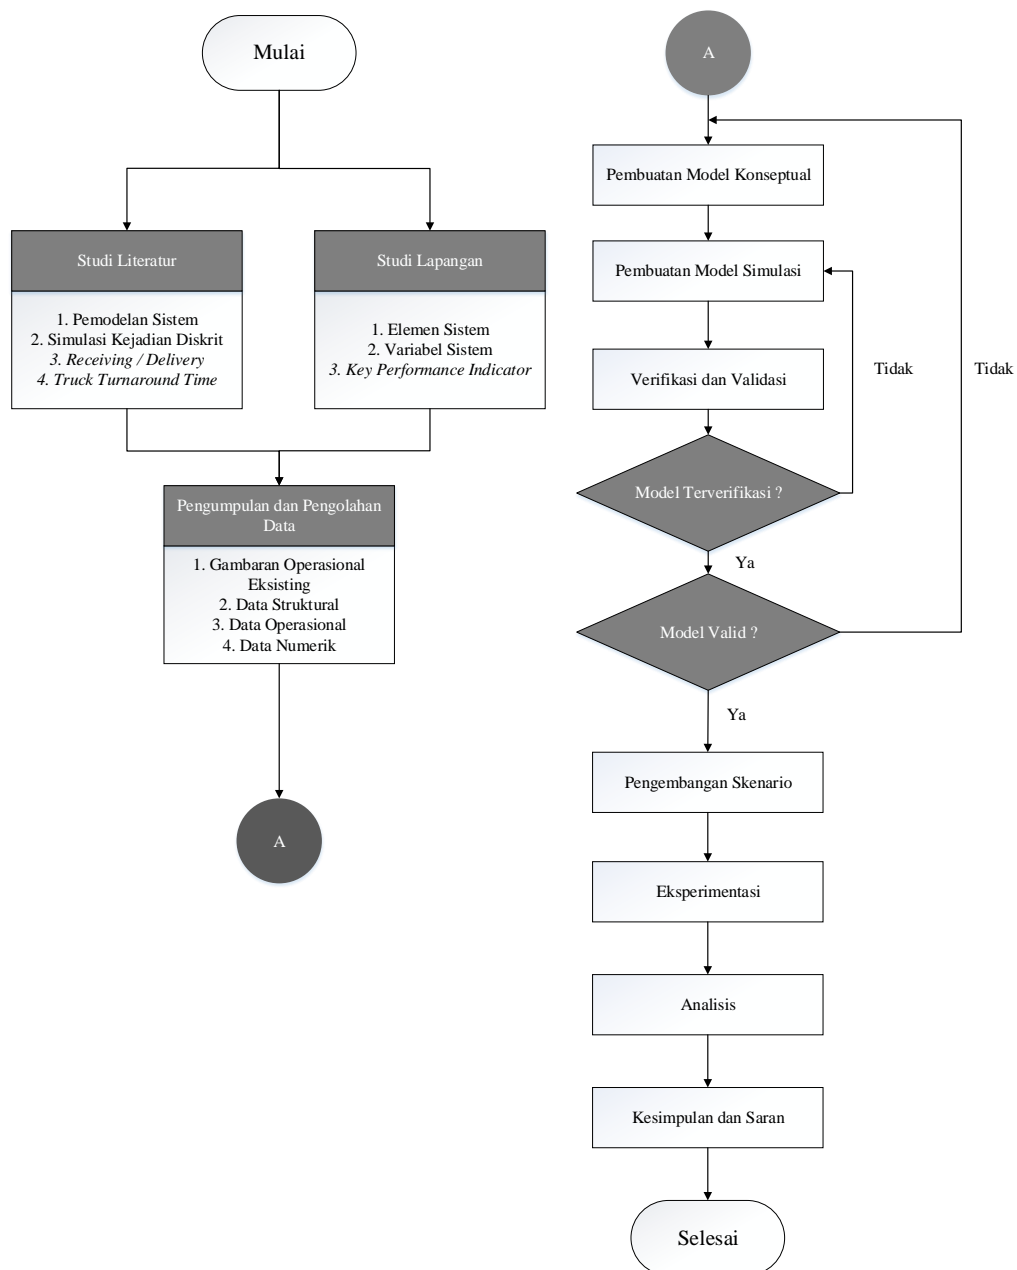 Mulai
Studi Literatur
1. Pemodelan Sistem
2. Simulasi Kejadian Diskrit
3. Receiving / Delivery
4. Truck Turnaround Time
Studi Lapangan
1. Elemen Sistem
2. Variabel Sistem
3. Key Performance Indicator
Pengumpulan dan Pengolahan
Data
1. Gambaran Operasional
Eksisting
2. Data Struktural
3. Data Operasional
4. Data Numerik
A
A
Pembuatan Model Konseptual
Pembuatan Model Simulasi
Verifikasi dan Validasi
Tidak
Tidak
Model Terverifikasi ?
Ya
Model Valid ?
Ya
Pengembangan Skenario
Eksperimentasi
Analisis
Kesimpulan dan Saran
Selesai